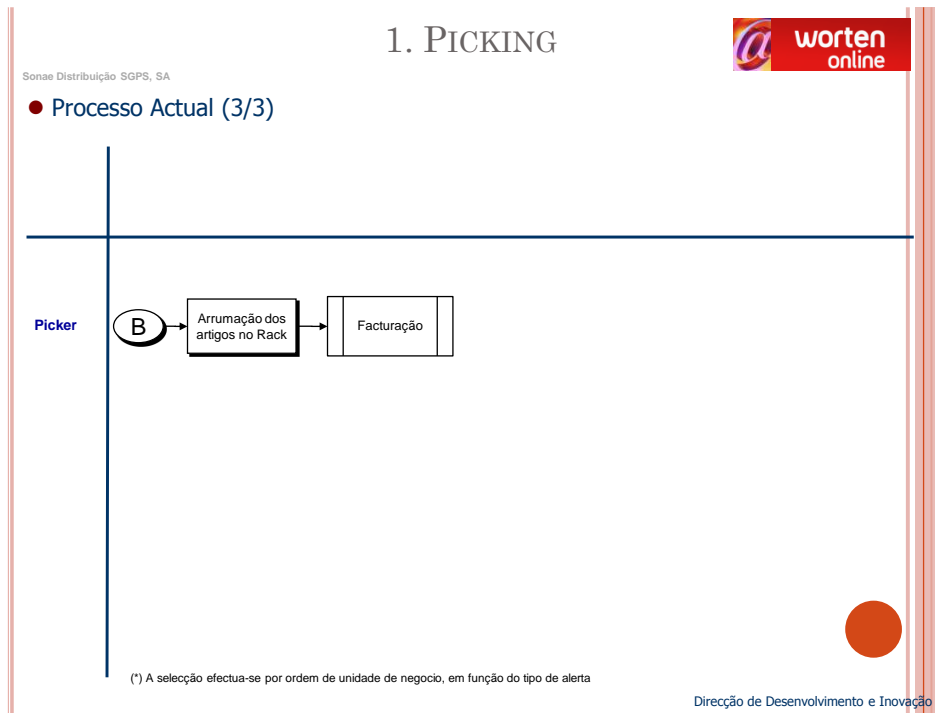 1. PICKING
worten
online
Sonae Distribuição SGPS, SA
Processo Actual (3/3)
Picker
B
Arrumação dos
artigos no Rack
Facturação
(*) A selecção efectua-se por ordem de unidade de negocio, em função do tipo de alerta
Direcção de Desenvolvimento e Inovação